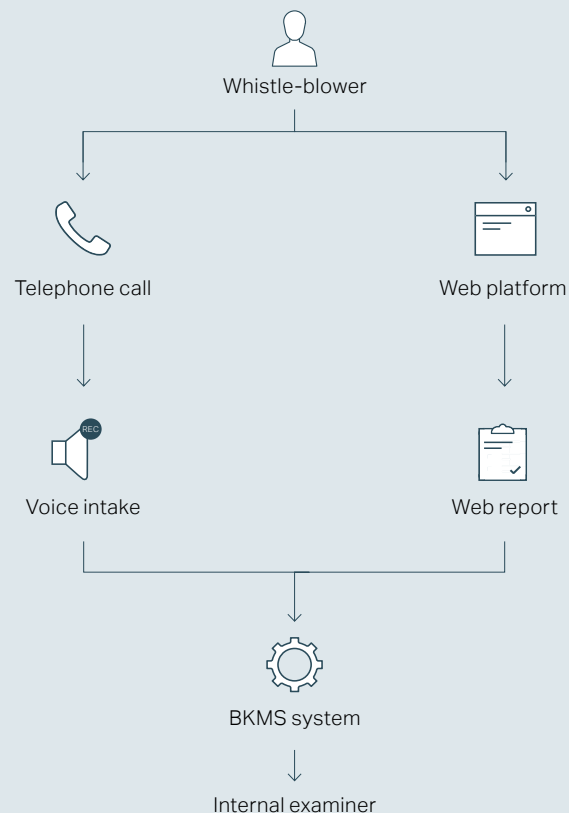 Whistle-blower
Telephone call
Web platform
REC
Voice intake
Web report
BKMS system
Internal examiner